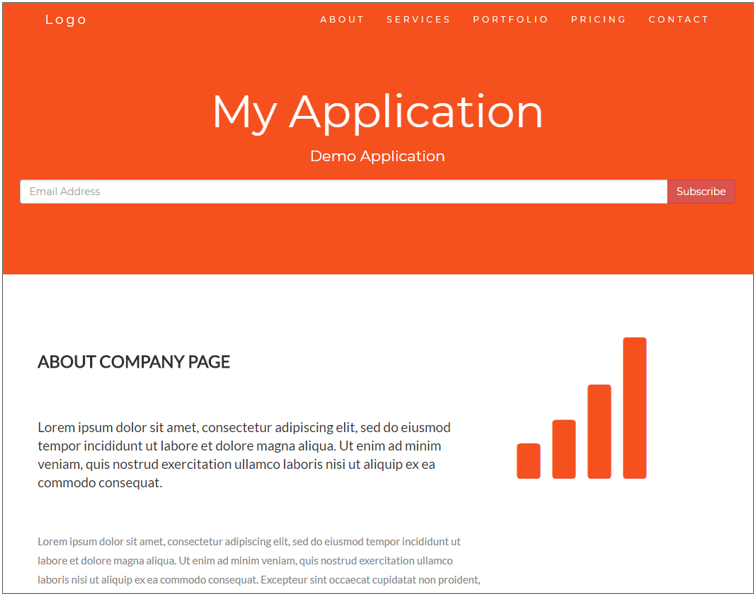 Logo
ABOUT SERVICES PORTFOLIO PRICING CONTACT
My Application
Demo Application
Email Address Subscribe
ABOUT COMPANY PAGE
Lorem ipsum dolor sit amet, consectetur adipiscing elit, sed do eiusmod
tempor incididunt ut labore et dolore magna aliqua. Ut enim ad minim
veniam, quis nostrud exercitation ullamco laboris nisi ut aliquip ex ea
commodo consequat.
Lorem ipsum dolor sit amet, consectetur adipiscing elit, sed do eiusmod tempor incididunt ut
labore et dolore magna aliqua. Ut enim ad minim veniam, quis nostrud exercitation ullamco
laboris nisi ut aliquip ex ea commodo consequat. Excepteur sint occaecat cupidatat non proident,